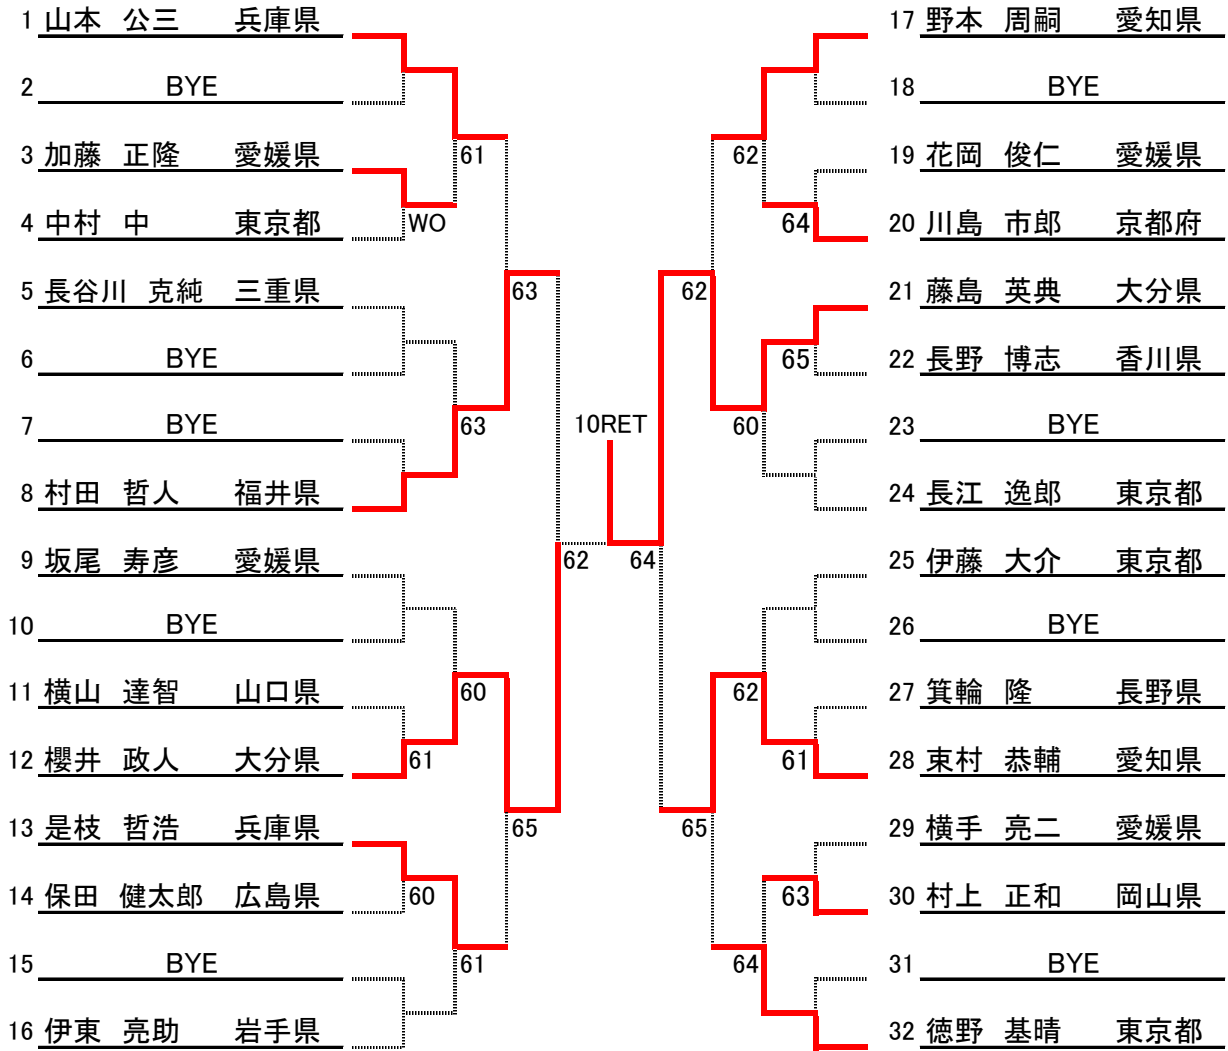 1 山本 公三 兵庫県
2 BYE
3 加藤 正隆 愛媛県
4 中村 中 東京都
5 長谷川 克純 三重県
6 BYE
7 BYE
8 村田 哲人 福井県
9 坂尾 寿彦 愛媛県
10 BYE
11 横山 達智 山口県
12 櫻井 政人 大分県
13 是枝 哲浩 兵庫県
14 保田 健太郎 広島県
15 BYE
16 伊東 亮助 岩手県
WO
61
60
61
63
60
61
63
65
62
10RET
64
62
65
62
60
62
64
64
65
61
63
17 野本 周嗣 愛知県
18 BYE
19 花岡 俊仁 愛媛県
20 川島 市郎 京都府
21 藤島 英典 大分県
22 長野 博志 香川県
23 BYE
24 長江 逸郎 東京都
25 伊藤 大介 東京都
26 BYE
27 箕輪 隆 長野県
28 束村 恭輔 愛知県
29 横手 亮二 愛媛県
30 村上 正和 岡山県
31 BYE
32 徳野 基晴 東京都